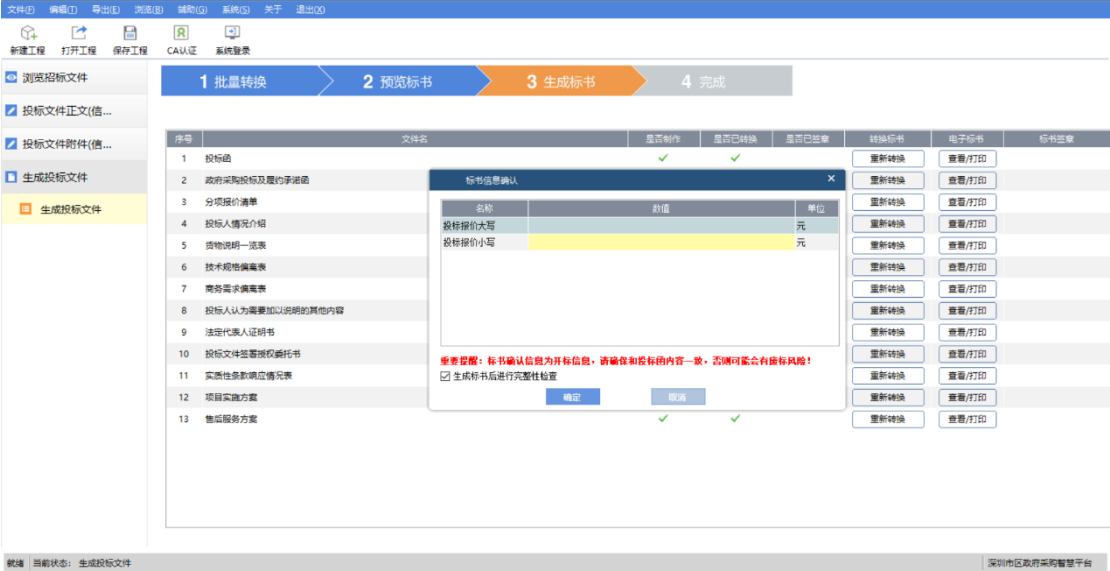 文件(F) 编辑(T) 导出(E) 浏览(B) 辅助(G) 系统(S) 关于 退出(X)
新建工程 打开工程 保存工程 CA认证 系统登录
浏览招标文件
投标文件正文(信...
投标文件附件(信...
生成投标文件
生成投标文件
1 批量转换 2 预览标书 3 生成标书 4 完成
序号 文件名 是否制作 是否已转换 是否已签章 转换标书 电子标书 标书签章
1 投标函 重新转换 查看/打印
2 政府采购投标及履约承诺函 重新转换 查看/打印
3 分项报价清单 重新转换 查看/打印
4 投标人情况介绍 重新转换 查看/打印
5 货物说明一览表 重新转换 查看/打印
6 技术规格偏离表 重新转换 查看/打印
7 商务需求偏离表 重新转换 查看/打印
8 投标人认为需要加以说明的其他内容 重新转换 查看/打印
9 法定代表人证明书 重新转换 查看/打印
10 投标文件签署授权委托书 重新转换 查看/打印
11 实质性条款响应情况表 重新转换 查看/打印
12 项目实施方案 重新转换 查看/打印
13 售后服务方案 重新转换 查看/打印
标书信息确认
名称 数值 单位
投标报价大写 元
投标报价小写 元
重要提醒：标书确认信息为开标信息，请确保和投标函内容一致，否则可能会有废标风险！
生成标书后进行完整性检查
确定 取消
就绪 当前状态： 生成投标文件 深圳市区政府采购智慧平台